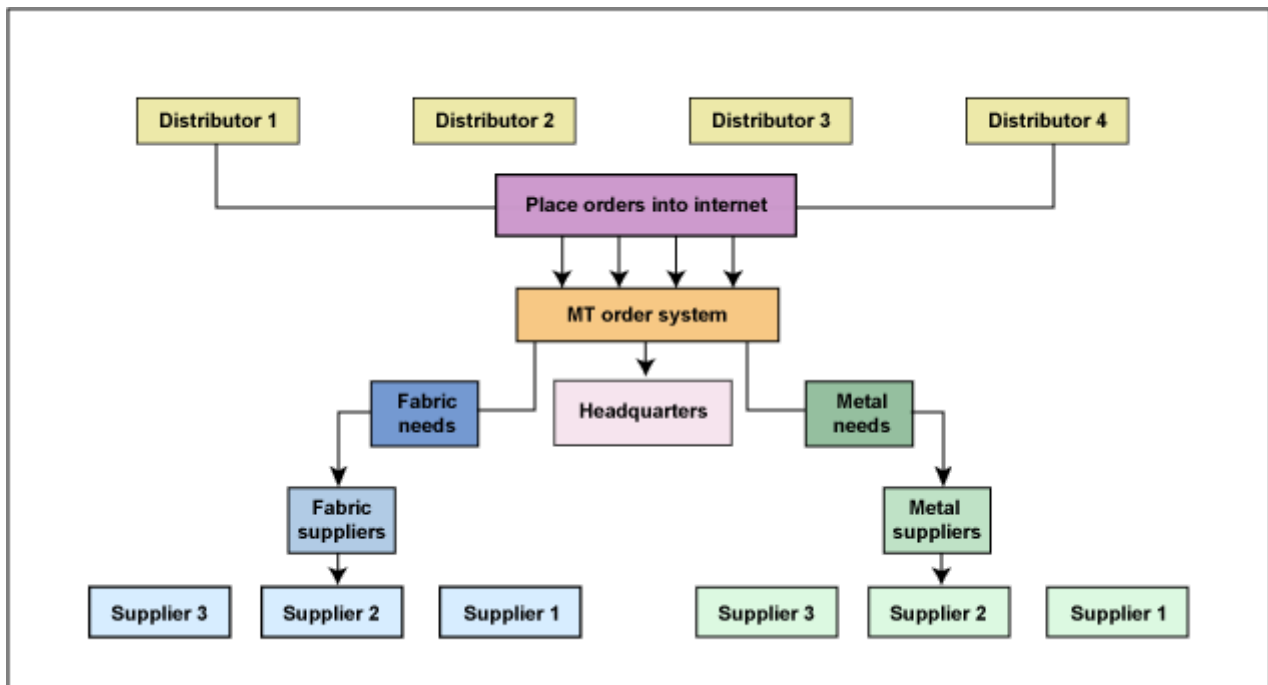 Distributor 1
Distributor 2
Distributor 3
Distributor 4
Place orders into internet
MT order system
Fabric
needs
Headquarters
Metal
needs
Fabric
suppliers
Metal
suppliers
Supplier 3
Supplier 2
Supplier 1
Supplier 3
Supplier 2
Supplier 1